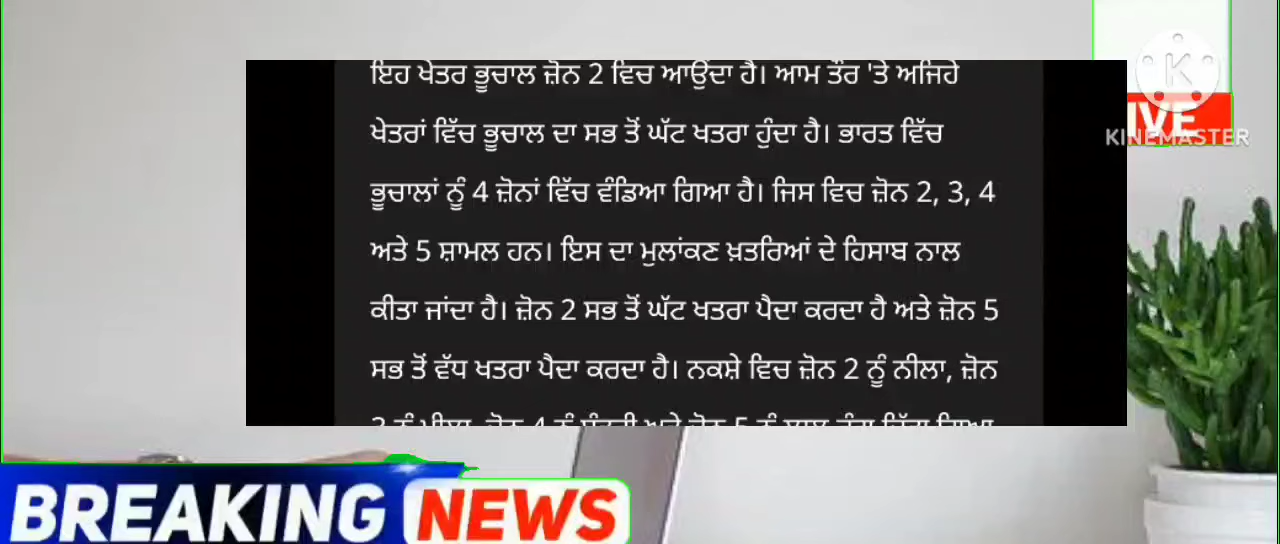 ਇਹ ਖੇਤਰ ਭੂਚਾਲ ਜ਼ੋਨ 2 ਵਿਚ ਆਉਂਦਾ ਹੈ। ਆਮ ਤੌਰ 'ਤੇ ਅਜਿਹੇ
ਖੇਤਰਾਂ ਵਿੱਚ ਭੂਚਾਲ ਦਾ ਸਭ ਤੋਂ ਘੱਟ ਖਤਰਾ ਹੁੰਦਾ ਹੈ। ਭਾਰਤ ਵਿੱਚ
ਭੂਚਾਲਾਂ ਨੂੰ 4 ਜ਼ੋਨਾਂ ਵਿੱਚ ਵੰਡਿਆ ਗਿਆ ਹੈ। ਜਿਸ ਵਿਚ ਜ਼ੋਨ 2, 3, 4
ਅਤੇ 5 ਸ਼ਾਮਲ ਹਨ। ਇਸ ਦਾ ਮੁਲਾਂਕਣ ਖ਼ਤਰਿਆਂ ਦੇ ਹਿਸਾਬ ਨਾਲ
ਕੀਤਾ ਜਾਂਦਾ ਹੈ। ਜ਼ੋਨ 2 ਸਭ ਤੋਂ ਘੱਟ ਖਤਰਾ ਪੈਦਾ ਕਰਦਾ ਹੈ ਅਤੇ ਜ਼ੋਨ 5
ਸਭ ਤੋਂ ਵੱਧ ਖਤਰਾ ਪੈਦਾ ਕਰਦਾ ਹੈ। ਨਕਸ਼ੇ ਵਿਚ ਜ਼ੋਨ 2 ਨੂੰ ਨੀਲਾ, ਜ਼ੋਨ
K
IVE
KINEMASTER
BREAKING NEWS